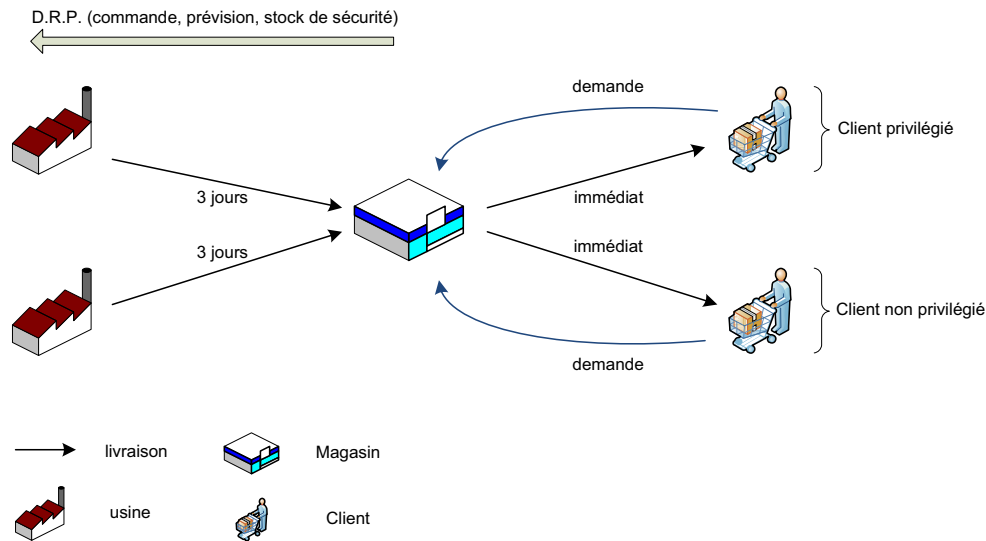 D.R.P. (commande, prévision, stock de sécurité)
demande
Client privilégié
3 jours
immédiat
3 jours
immédiat
Client non privilégié
demande
livraison
Magasin
usine
Client